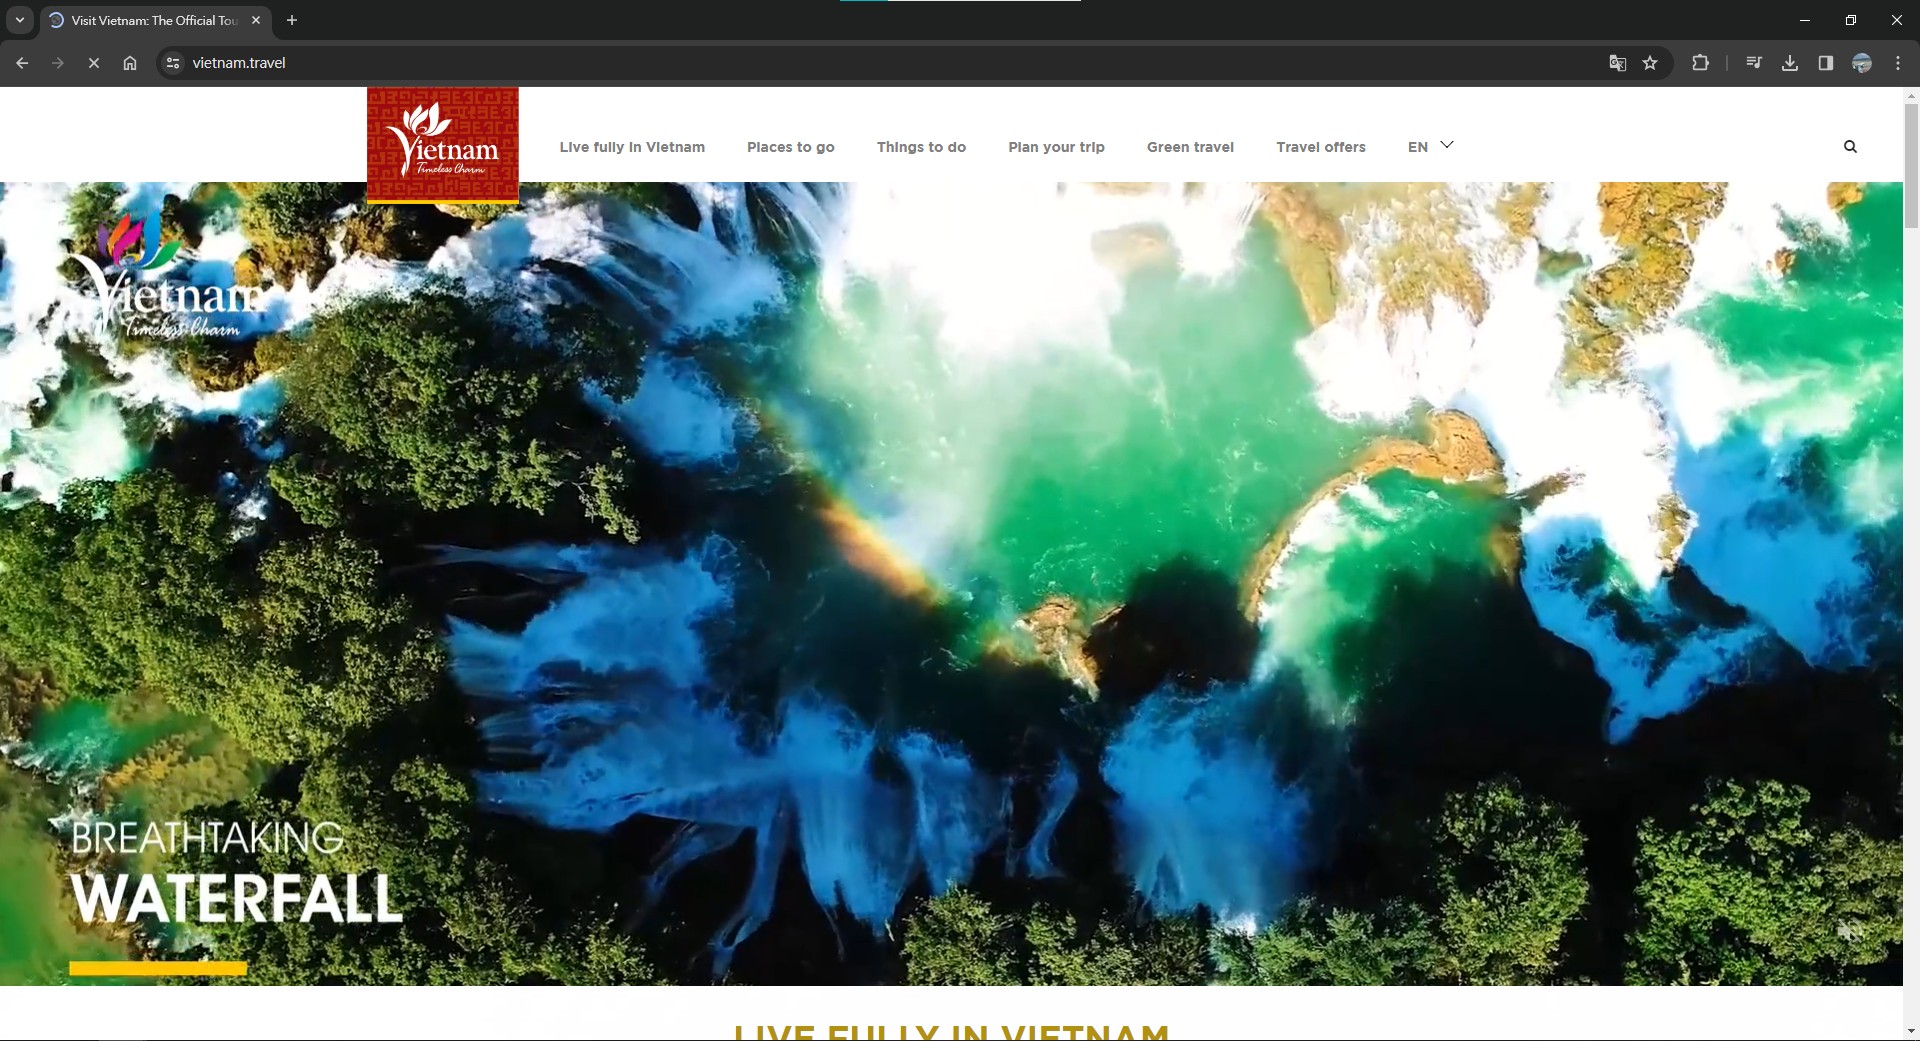 Visit Vietnam: The Official Tou
vietnam.travel
Vietnam
Timeless Charm
Live fully in Vietnam
Places to go
Things to do
Plan your trip
Green travel
Travel offers
EN
Vietnam
Timeless Charm
BREATHTAKING
WATERFALL
LIVE FULLY IN VIETNAM